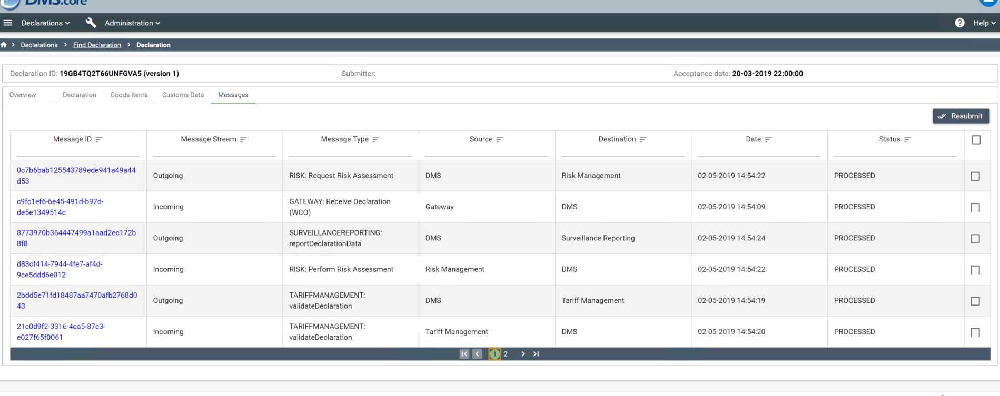 DMS.core
Declarations
Administration
Help
Declarations > Find Declaration > Declaration
Declaration ID: 19GB4TQ2T66UNFGVA5 (version 1)
Submitter:
Acceptance date: 20-03-2019 22:00:00
Overview
Declaration
Goods Items
Customs Data
Messages
Resubmit
Message ID
Message Stream
Message Type
Source
Destination
Date
Status
0c7b6bab125543789ede941a49a44
d53
Outgoing
RISK: Request Risk Assessment
DMS
Risk Management
02-05-2019 14:54:22
PROCESSED
c9fc1ef6-6e45-491d-b92d-
de5e1349514c
Incoming
GATEWAY: Receive Declaration
(WCO)
Gateway
DMS
02-05-2019 14:54:09
PROCESSED
8773970b364447499a1aad2ec172b
8f8
Outgoing
SURVEILLANCEREPORTING:
reportDeclarationData
DMS
Surveillance Reporting
02-05-2019 14:54:24
PROCESSED
d83cf414-7944-4fe7-af4d-
9ce5ddd6e012
Incoming
RISK: Perform Risk Assessment
Risk Management
DMS
02-05-2019 14:54:22
PROCESSED
2bdd5e71fd18487aa7470afb2768d0
43
Outgoing
TARIFFMANAGEMENT:
validateDeclaration
DMS
Tariff Management
02-05-2019 14:54:19
PROCESSED
21c0d9f2-3316-4ea5-87c3-
e027f65f0061
Incoming
TARIFFMANAGEMENT:
validateDeclaration
Tariff Management
DMS
02-05-2019 14:54:20
PROCESSED
1 2